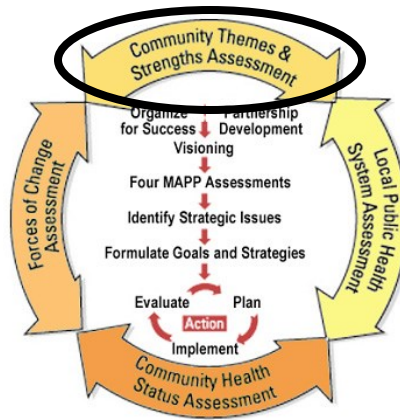 Community Themes &
Strengths Assessment
Organize Partnership
for Success Development
Visioning
Four MAPP Assessments
Identify Strategic Issues
Formulate Goals and Strategies
Evaluate Plan
Action
Implement
Forces of Change
Assessment
Local Public Health
System Assessment
Community Health
Status Assessment